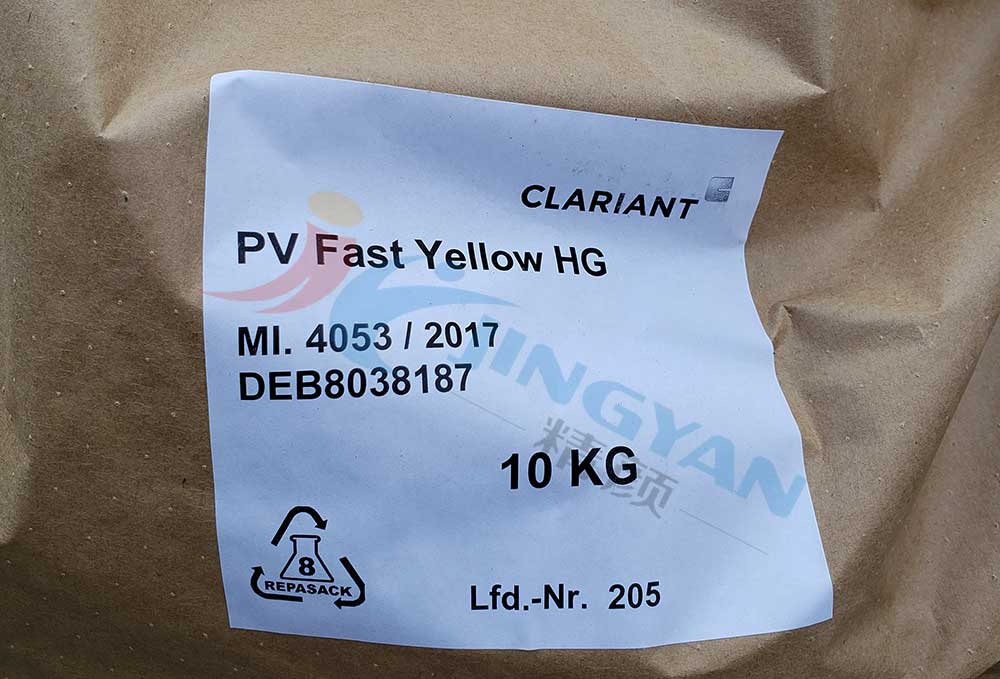 CLARIANT
PV Fast Yellow HG
MI. 4053 / 2017
DEB8038187
JINGYAN
精颜
10 KG
8
REPASACK
Lfd.-Nr. 205